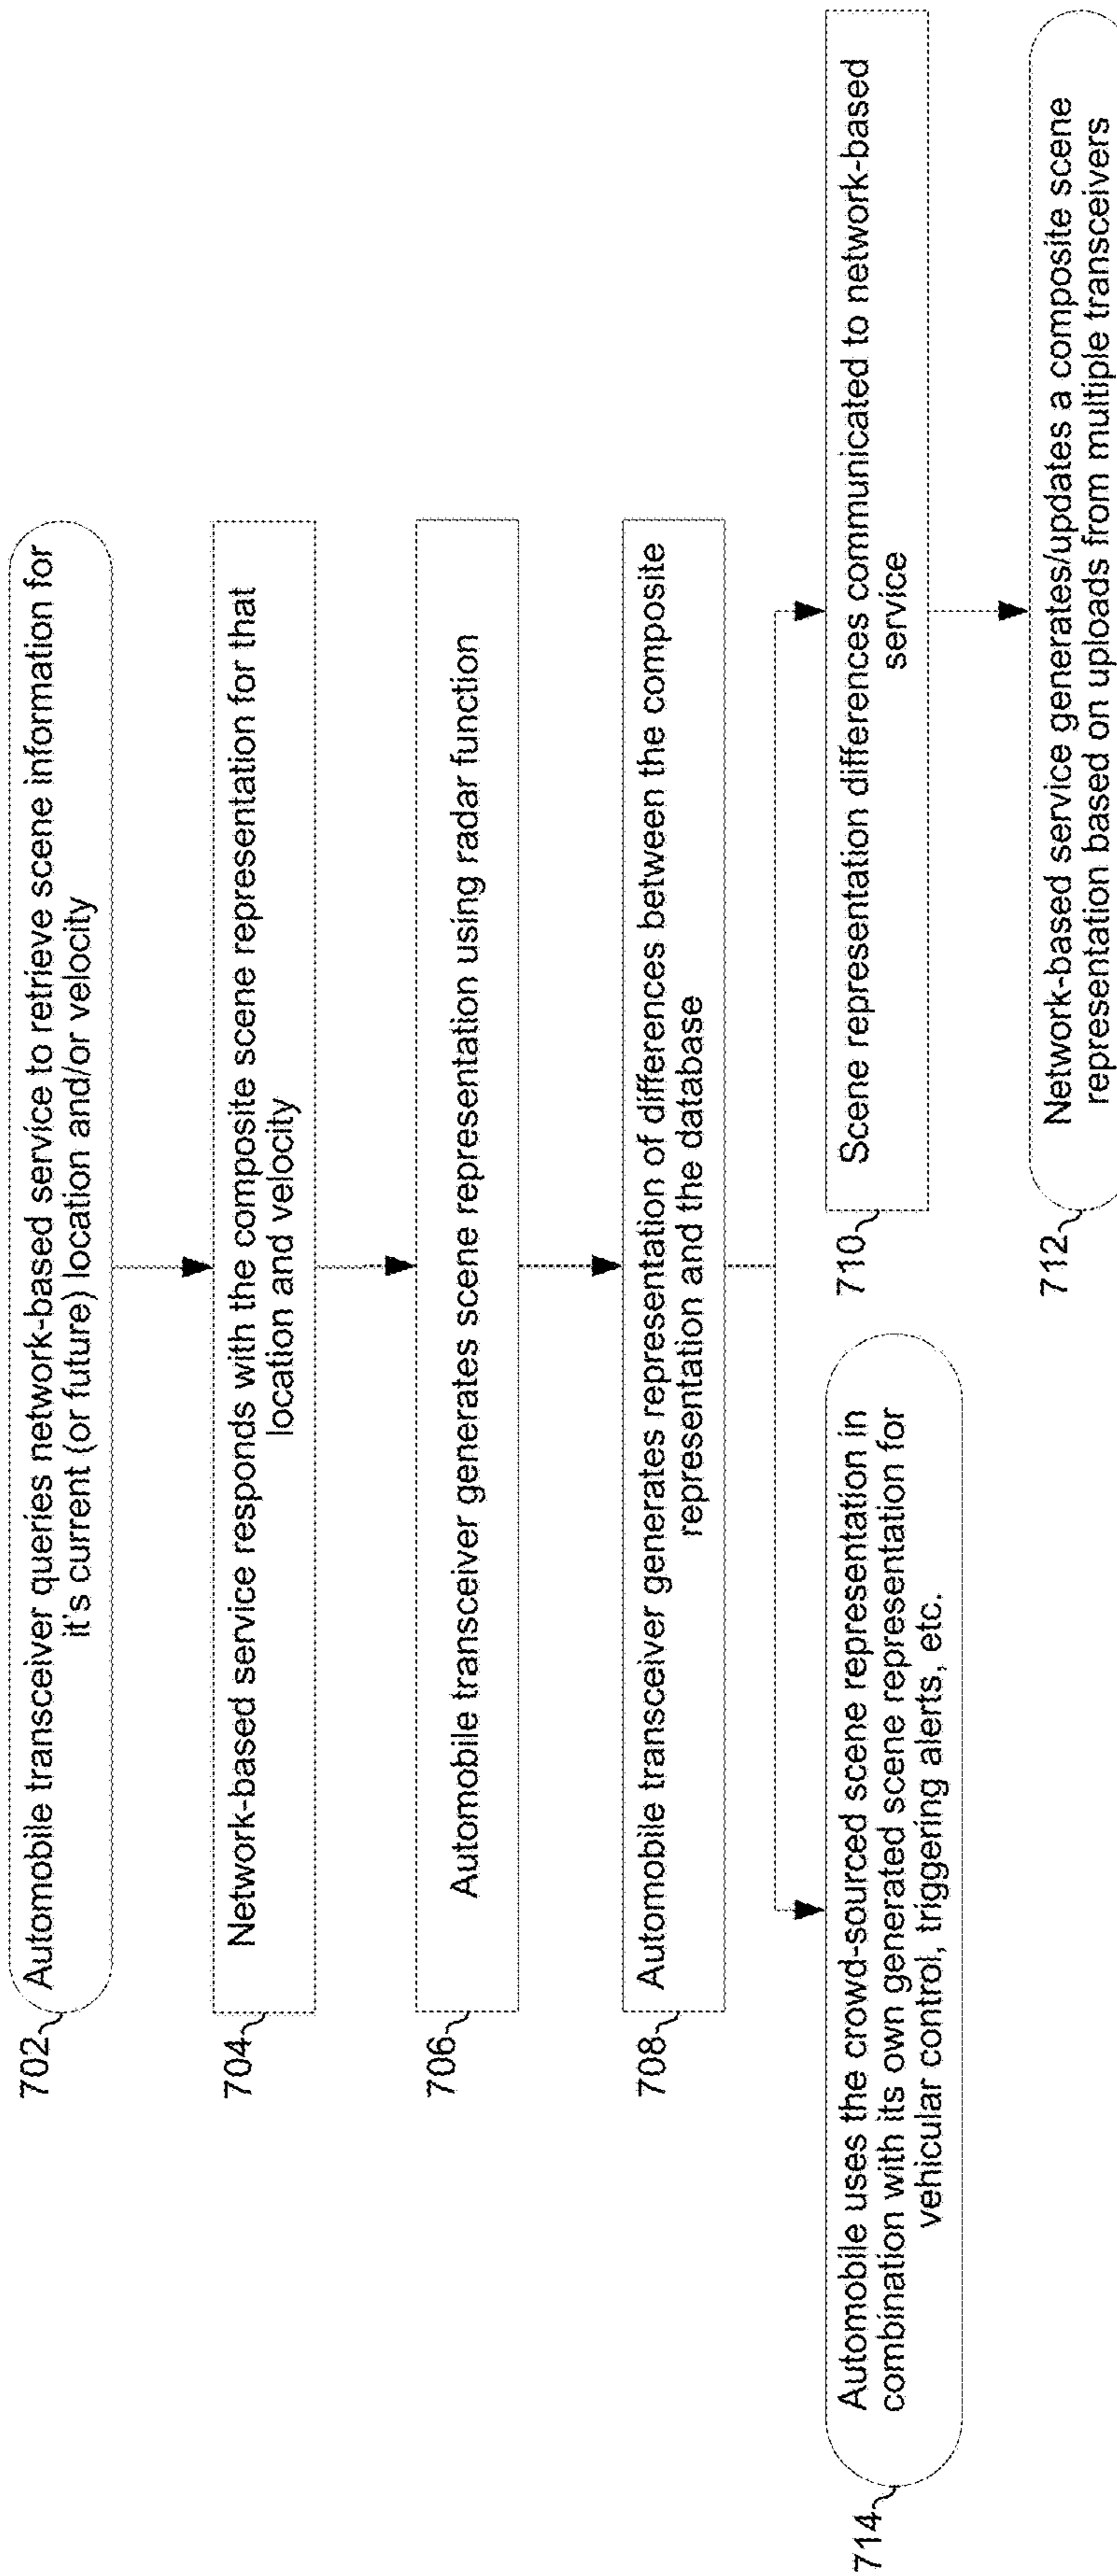 702
Automobile transceiver queries network-based service to retrieve scene information for
it's current (or future) location and/or velocity
704
Network-based service responds with the composite scene representation for that
location and velocity
706
Automobile transceiver generates scene representation using radar function
708
Automobile transceiver generates representation of differences between the composite
representation and the database
714
Automobile uses the crowd-sourced scene representation in
combination with its own generated scene representation for
vehicular control, triggering alerts, etc.
710
Scene representation differences communicated to network-based
service
712
Network-based service generates/updates a composite scene
representation based on uploads from multiple transceivers